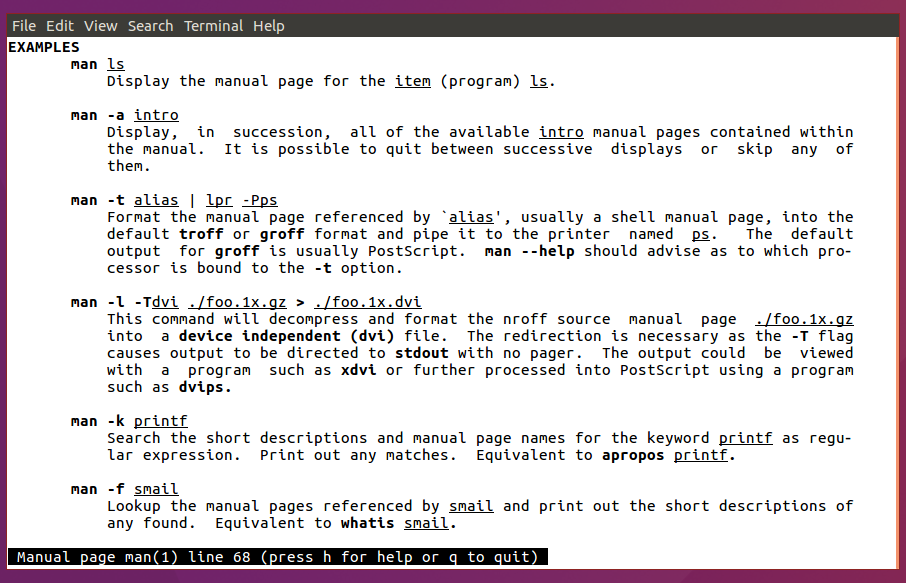 File Edit View Search Terminal Help
EXAMPLES
man ls
Display the manual page for the item (program) ls.
man -a intro
Display, in succession, all of the available intro manual pages contained within
the manual. It is possible to quit between successive displays or skip any of
them.
man -t alias | lpr -Pps
Format the manual page referenced by `alias', usually a shell manual page, into the
default troff or groff format and pipe it to the printer named ps. The default
output for groff is usually PostScript. man --help should advise as to which pro-
cessor is bound to the -t option.
man -l -Tdvi ./foo.1x.gz > ./foo.1x.dvi
This command will decompress and format the nroff source manual page ./foo.1x.gz
into a device independent (dvi) file. The redirection is necessary as the -T flag
causes output to be directed to stdout with no pager. The output could be viewed
with a program such as xdvi or further processed into PostScript using a program
such as dvips.
man -k printf
Search the short descriptions and manual page names for the keyword printf as regu-
lar expression. Print out any matches. Equivalent to apropos printf.
man -f smail
Lookup the manual pages referenced by smail and print out the short descriptions of
any found. Equivalent to whatis smail.
Manual page man(1) line 68 (press h for help or q to quit)